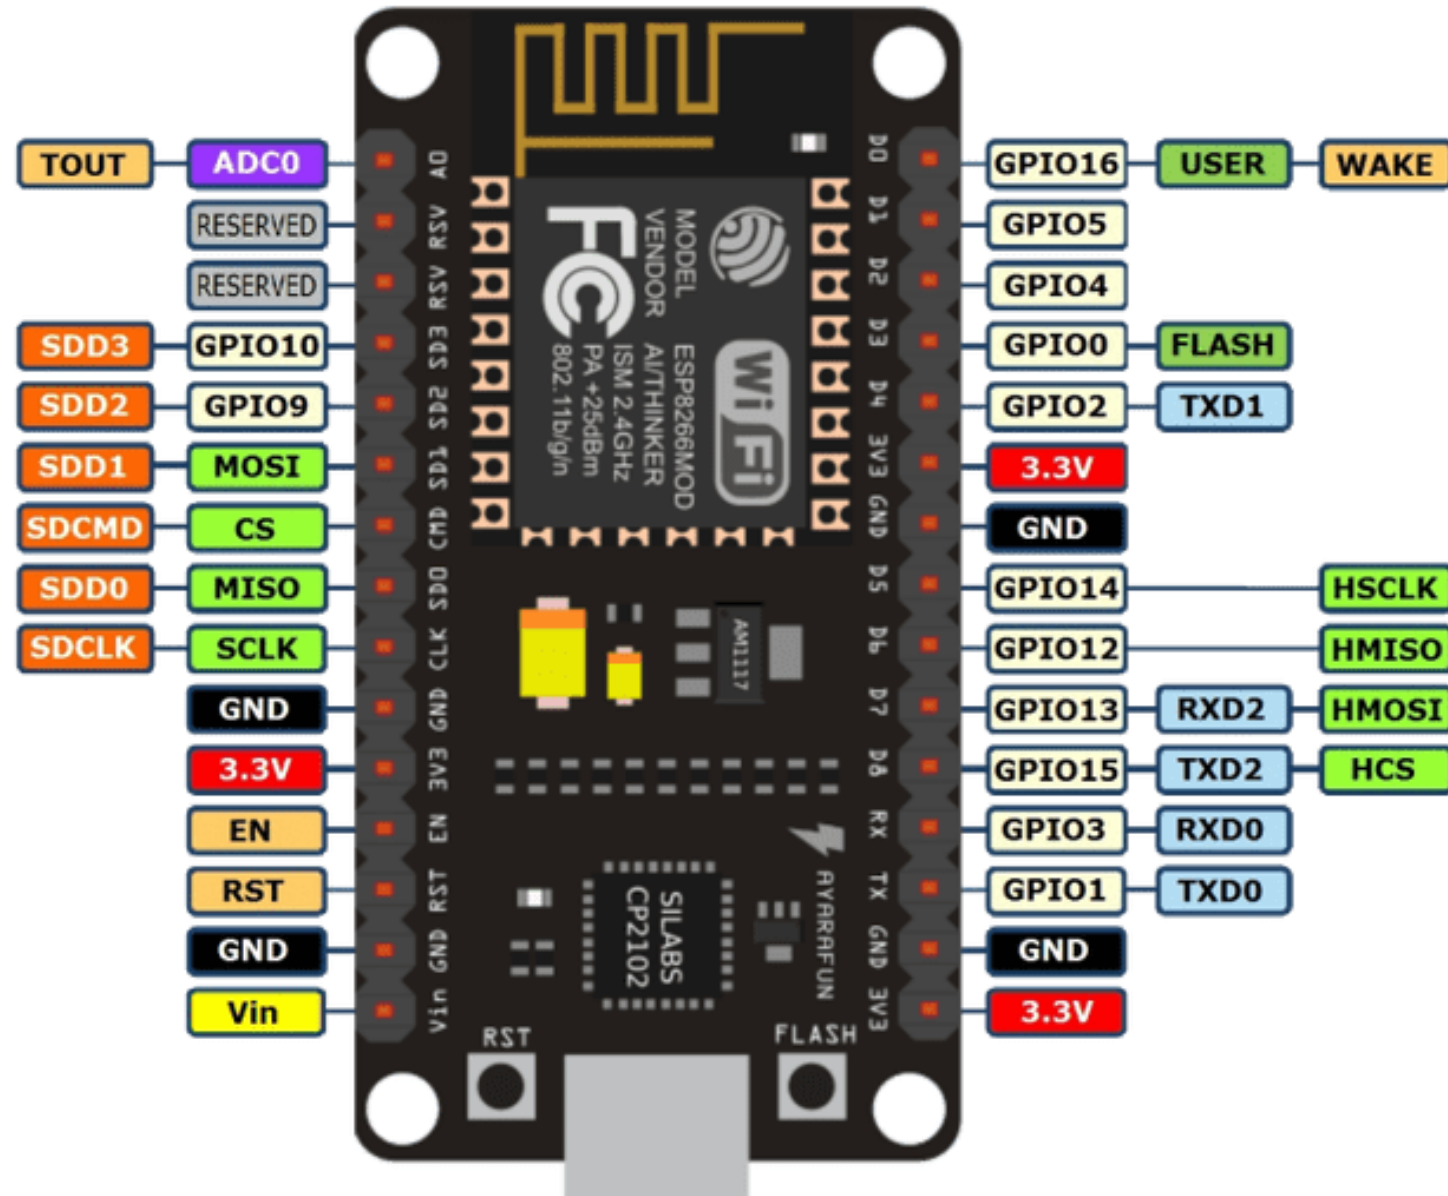 TOUT ADC0 A0
RESERVED RSV
RESERVED RSV
SDD3 GPIO10 SD3
SDD2 GPIO9 SD2
SDD1 MOSI SD1
SDCMD CS CMD
SDD0 MISO SD0
SDCLK SCLK CLK
GND GND
3.3V 3V3
EN EN
RST RST
GND GND
Vin Vin
MODEL
VENDOR
ESP8266MOD
AI/THINKER
ISM 2.4GHz
PA +25dBm
802.11b/g/n
FC
Wi Fi
AM1117
SILABS
CP2102
AYARAFUN
RST
FLASH
D0 GPIO16 USER WAKE
D1 GPIO5
D2 GPIO4
D3 GPIO0 FLASH
D4 GPIO2 TXD1
3V3 3.3V
GND GND
D5 GPIO14 HSCLK
D6 GPIO12 HMISO
D7 GPIO13 RXD2 HMOSI
D8 GPIO15 TXD2 HCS
RX GPIO3 RXD0
TX GPIO1 TXD0
GND GND
3V3 3.3V